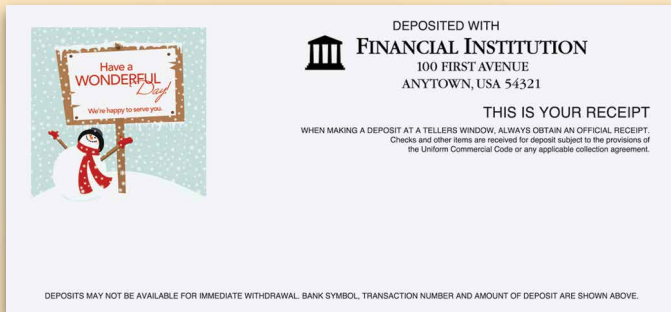 Have a
WONDERFUL
Day!
We're happy to serve you.
DEPOSITED WITH
FINANCIAL INSTITUTION
100 FIRST AVENUE
ANYTOWN, USA 54321
THIS IS YOUR RECEIPT
WHEN MAKING A DEPOSIT AT A TELLERS WINDOW, ALWAYS OBTAIN AN OFFICIAL RECEIPT.
Checks and other items are received for deposit subject to the provisions of
the Uniform Commercial Code or any applicable collection agreement.
DEPOSITS MAY NOT BE AVAILABLE FOR IMMEDIATE WITHDRAWAL. BANK SYMBOL, TRANSACTION NUMBER AND AMOUNT OF DEPOSIT ARE SHOWN ABOVE.